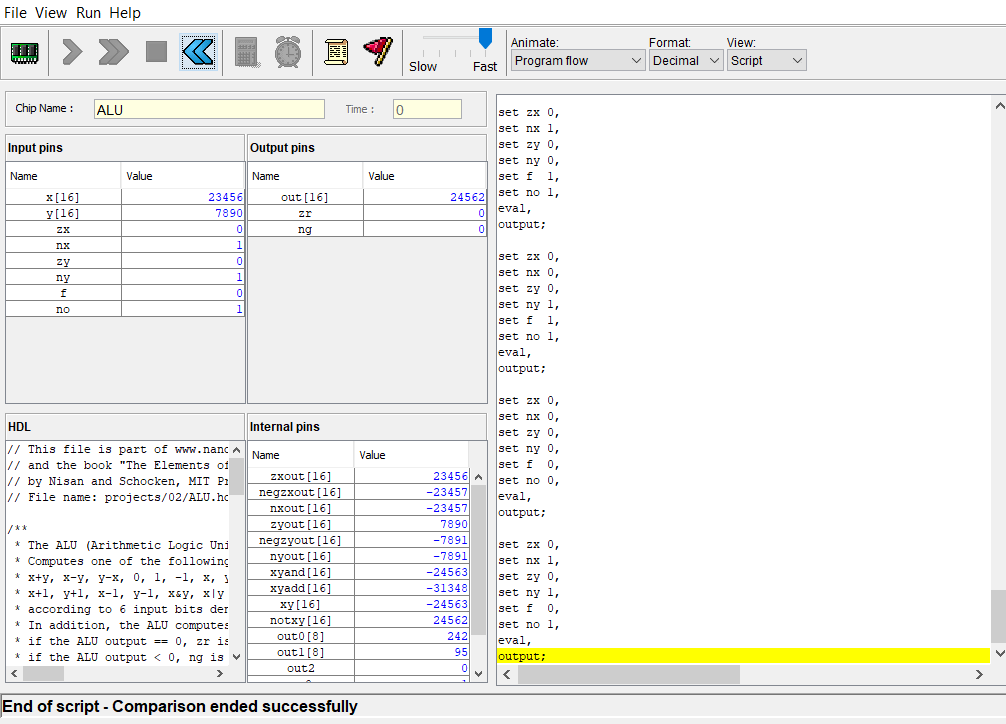 File View Run Help
Slow Fast
Animate: Format: View:
Program flow Decimal Script
Chip Name : ALU Time : 0
Input pins
Name Value
x[16] 23456
y[16] 7890
zx 0
nx 1
zy 0
ny 1
f 0
no 1
Output pins
Name Value
out[16] 24562
zr 0
ng 0
HDL
// This file is part of www.nand
// and the book "The Elements of
// by Nisan and Schocken, MIT Pr
// File name: projects/02/ALU.hd
/**
* The ALU (Arithmetic Logic Uni
* Computes one of the following
* x+y, x-y, y-x, 0, 1, -1, x, y
* x+1, y+1, x-1, y-1, x&y, x|y
* according to 6 input bits den
* In addition, the ALU computes
* if the ALU output == 0, zr is
* if the ALU output < 0, ng is
Internal pins
Name Value
zxout[16] 23456
negzxout[16] -23457
nxout[16] -23457
zyout[16] 7890
negzyout[16] -7891
nyout[16] -7891
xyand[16] -24563
xyadd[16] -31348
xy[16] -24563
notxy[16] 24562
out0[8] 242
out1[8] 95
out2 0
set zx 0,
set nx 1,
set zy 0,
set ny 0,
set f  1,
set no 1,
eval,
output;
set zx 0,
set nx 0,
set zy 0,
set ny 1,
set f  1,
set no 1,
eval,
output;
set zx 0,
set nx 0,
set zy 0,
set ny 0,
set f  0,
set no 0,
eval,
output;
set zx 0,
set nx 1,
set zy 0,
set ny 1,
set f  0,
set no 1,
eval,
output;
End of script - Comparison ended successfully